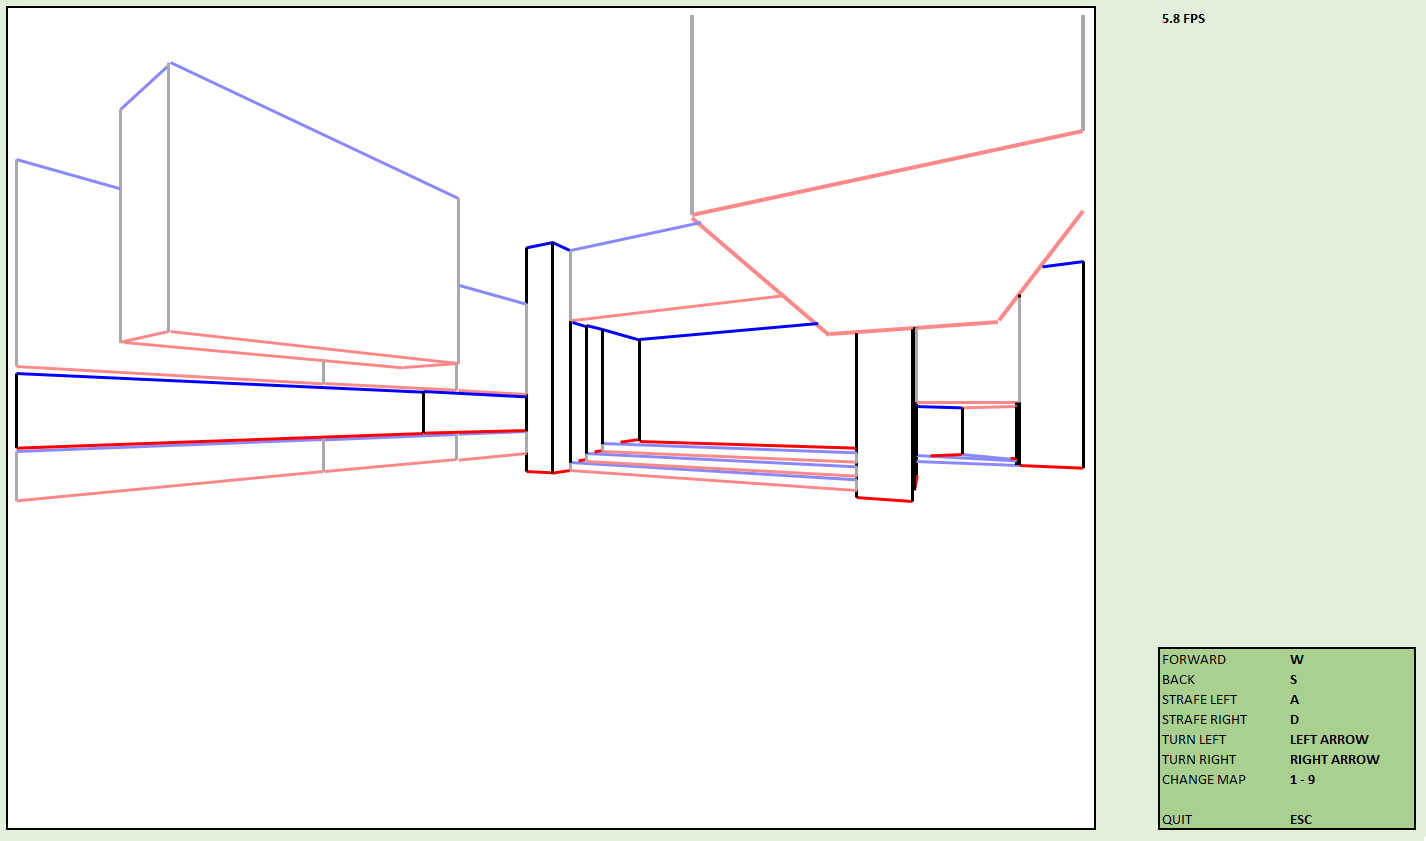 5.8 FPS
FORWARD W
BACK S
STRAFE LEFT A
STRAFE RIGHT D
TURN LEFT LEFT ARROW
TURN RIGHT RIGHT ARROW
CHANGE MAP 1 - 9
QUIT ESC